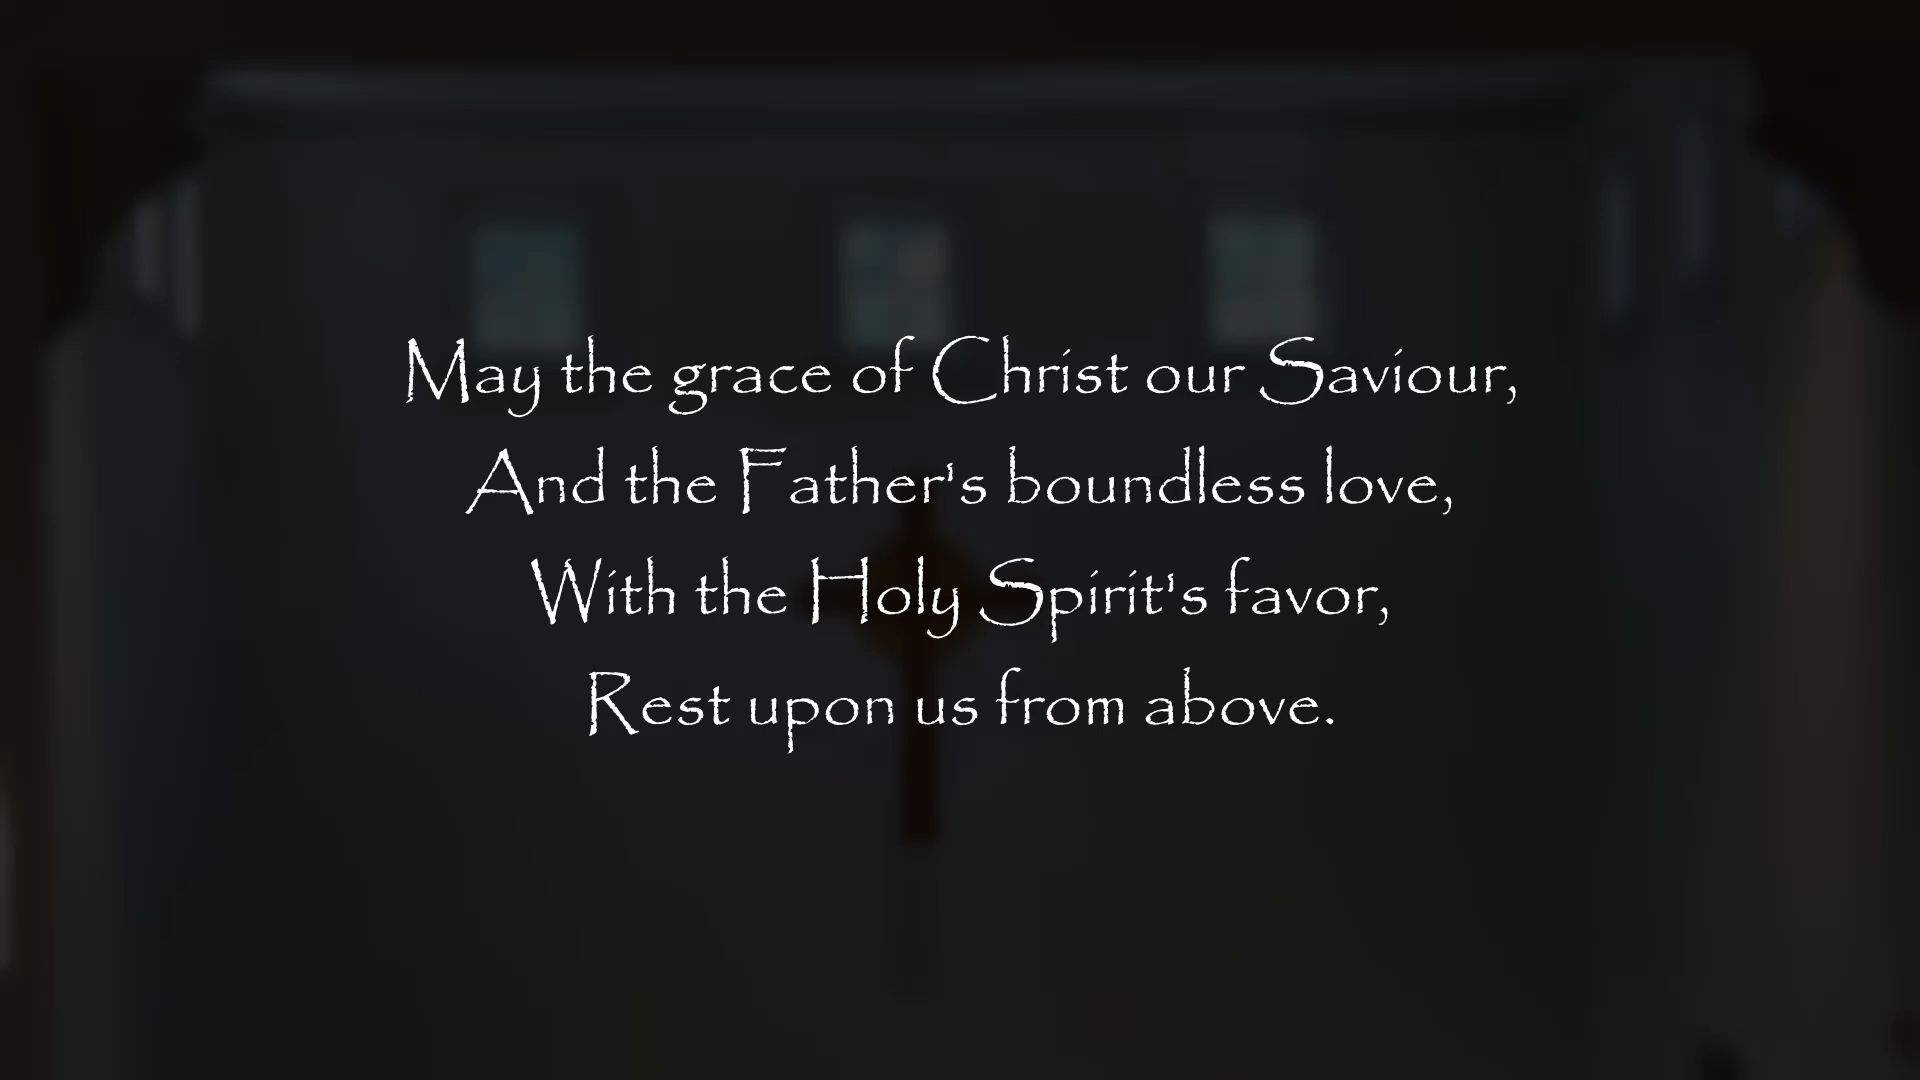 May the grace of Christ our Saviour,
And the Father's boundless love,
With the Holy Spirit's favor,
Rest upon us from above.